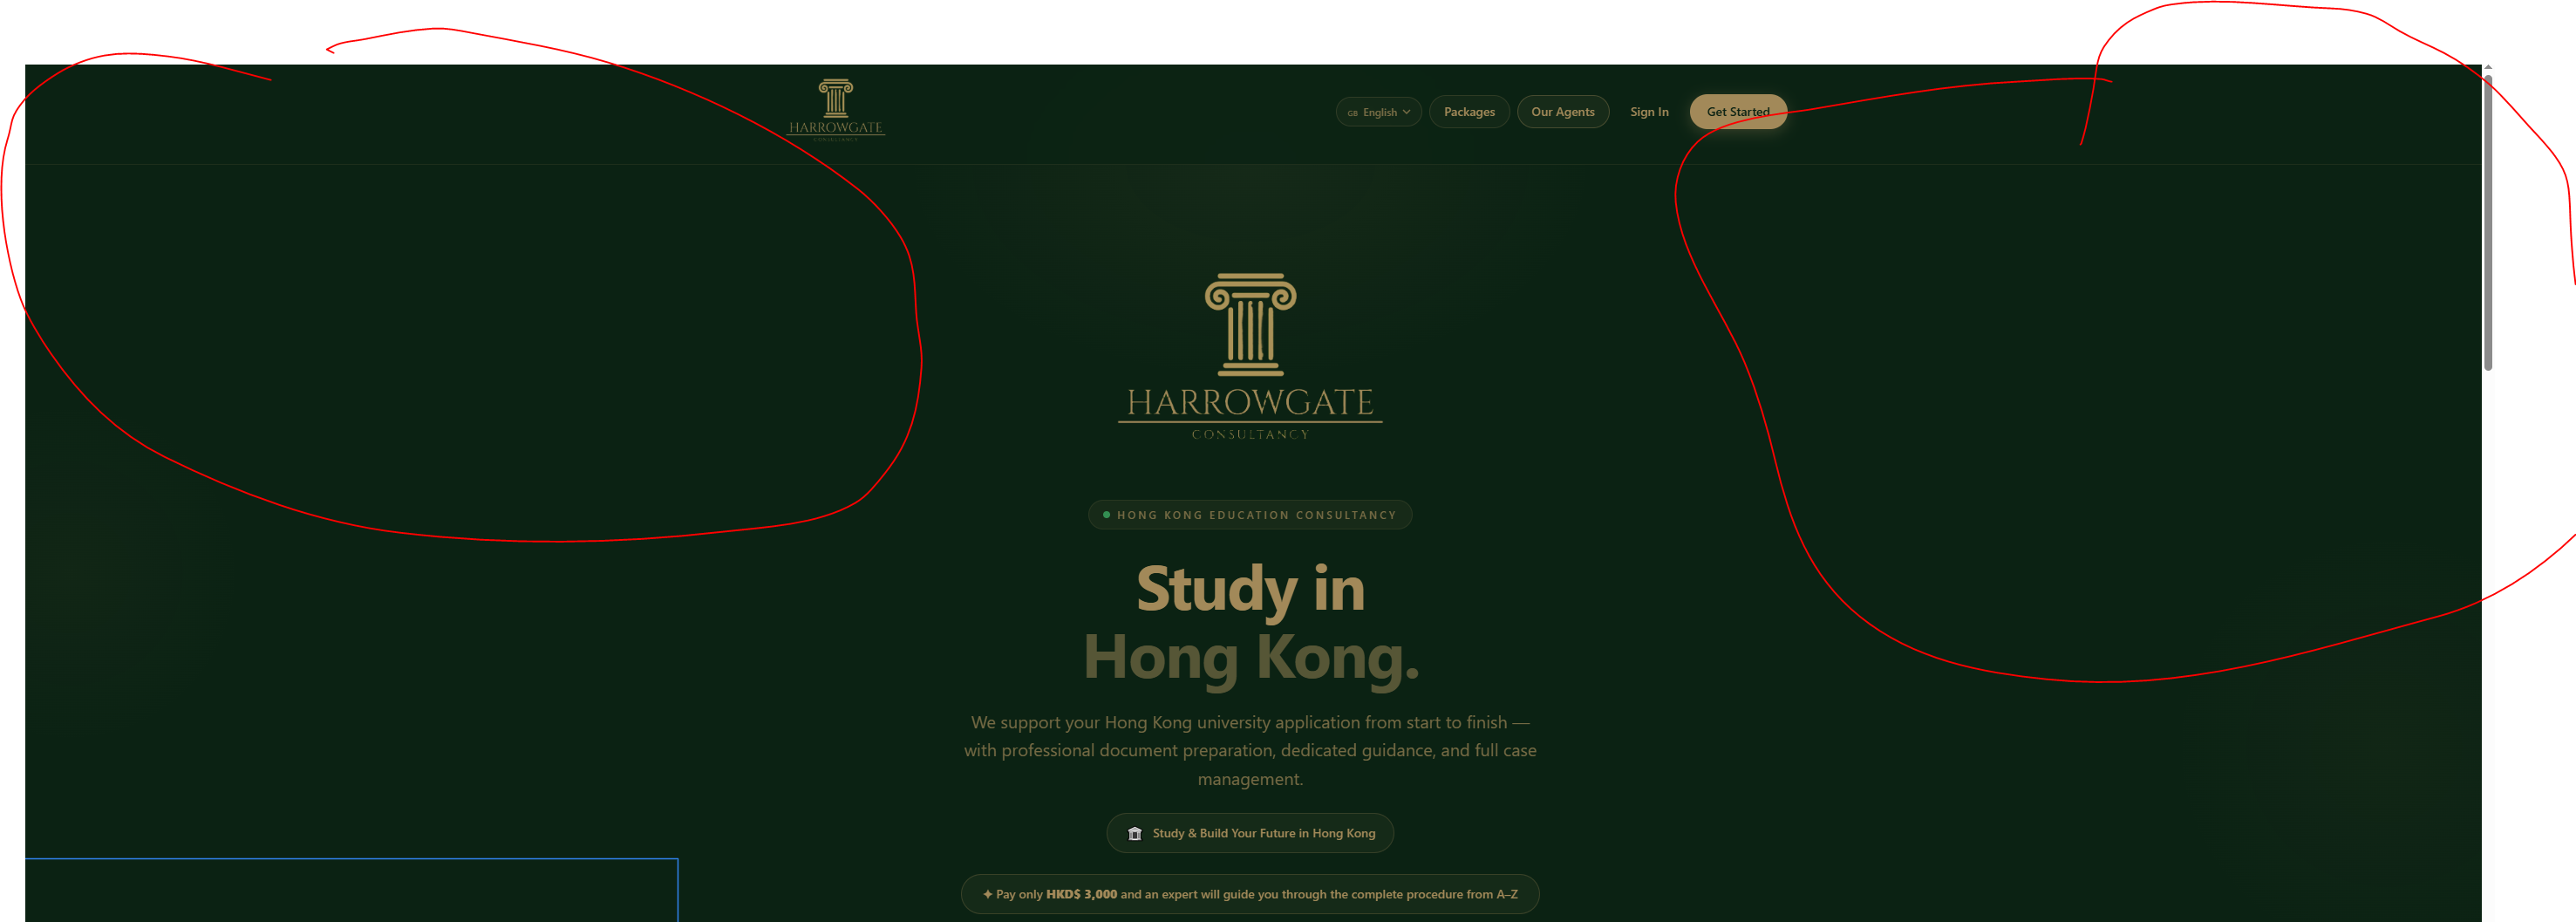 HARROWGATE
CONSULTANCY
GB English
Packages
Our Agents
Sign In
Get Started
HARROWGATE
CONSULTANCY
HONG KONG EDUCATION CONSULTANCY
Study in
Hong Kong.
We support your Hong Kong university application from start to finish —
with professional document preparation, dedicated guidance, and full case
management.
Study & Build Your Future in Hong Kong
✦ Pay only HKD$ 3,000 and an expert will guide you through the complete procedure from A–Z